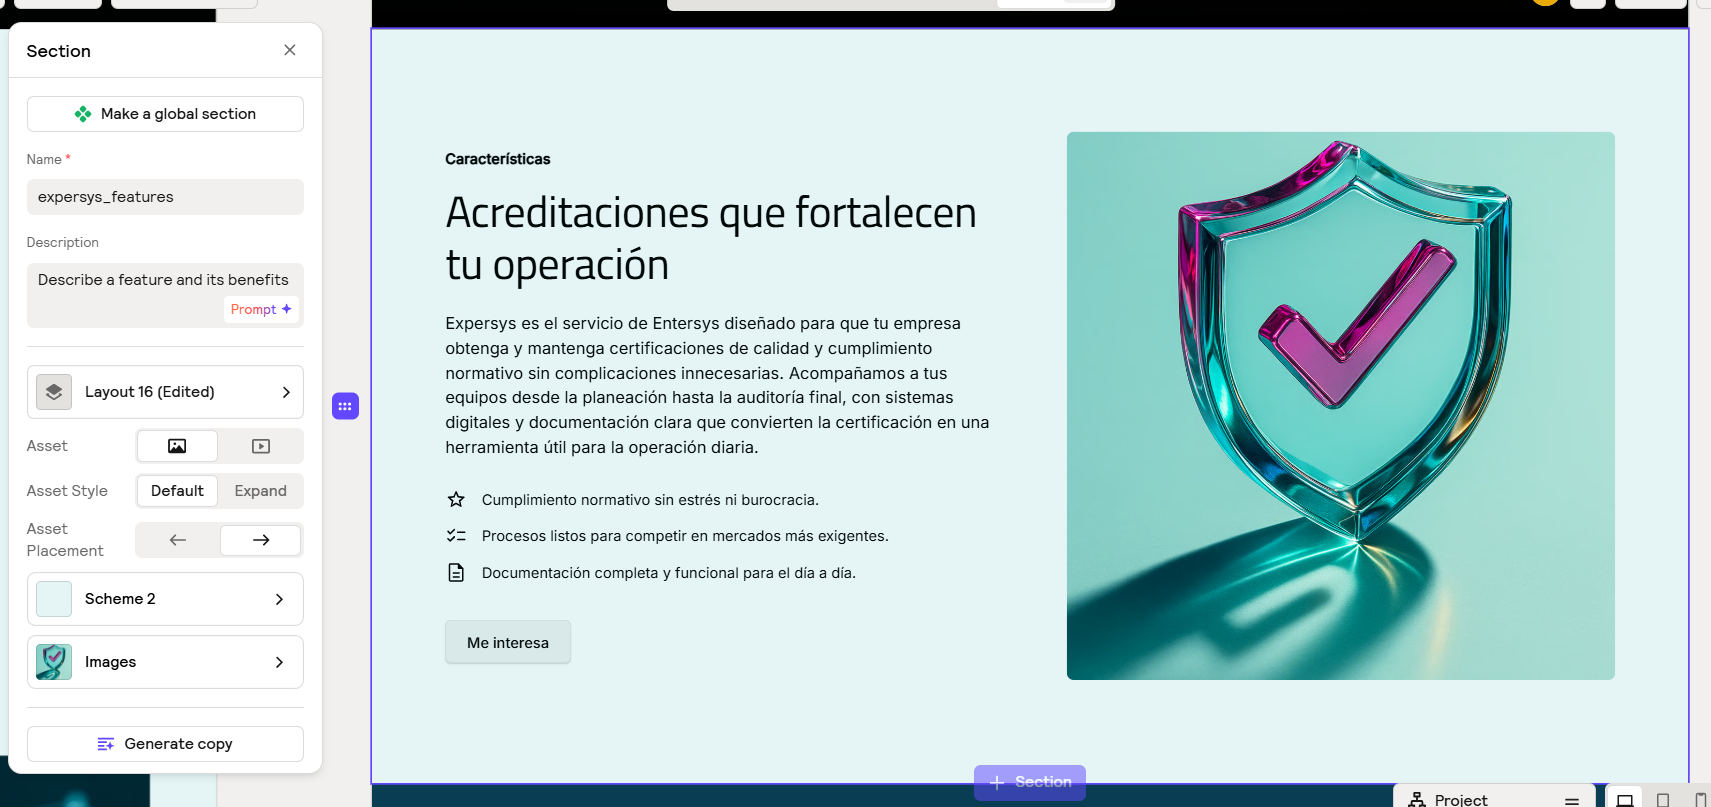 Section
Make a global section
Name *
expersys_features
Description
Describe a feature and its benefits
Prompt
Layout 16 (Edited)
Asset
Asset Style
Default
Expand
Asset
Placement
Scheme 2
Images
Generate copy
Características
Acreditaciones que fortalecen
tu operación
Expersys es el servicio de Entersys diseñado para que tu empresa
obtenga y mantenga certificaciones de calidad y cumplimiento
normativo sin complicaciones innecesarias. Acompañamos a tus
equipos desde la planeación hasta la auditoría final, con sistemas
digitales y documentación clara que convierten la certificación en una
herramienta útil para la operación diaria.
Cumplimiento normativo sin estrés ni burocracia.
Procesos listos para competir en mercados más exigentes.
Documentación completa y funcional para el día a día.
Me interesa
Section
Project